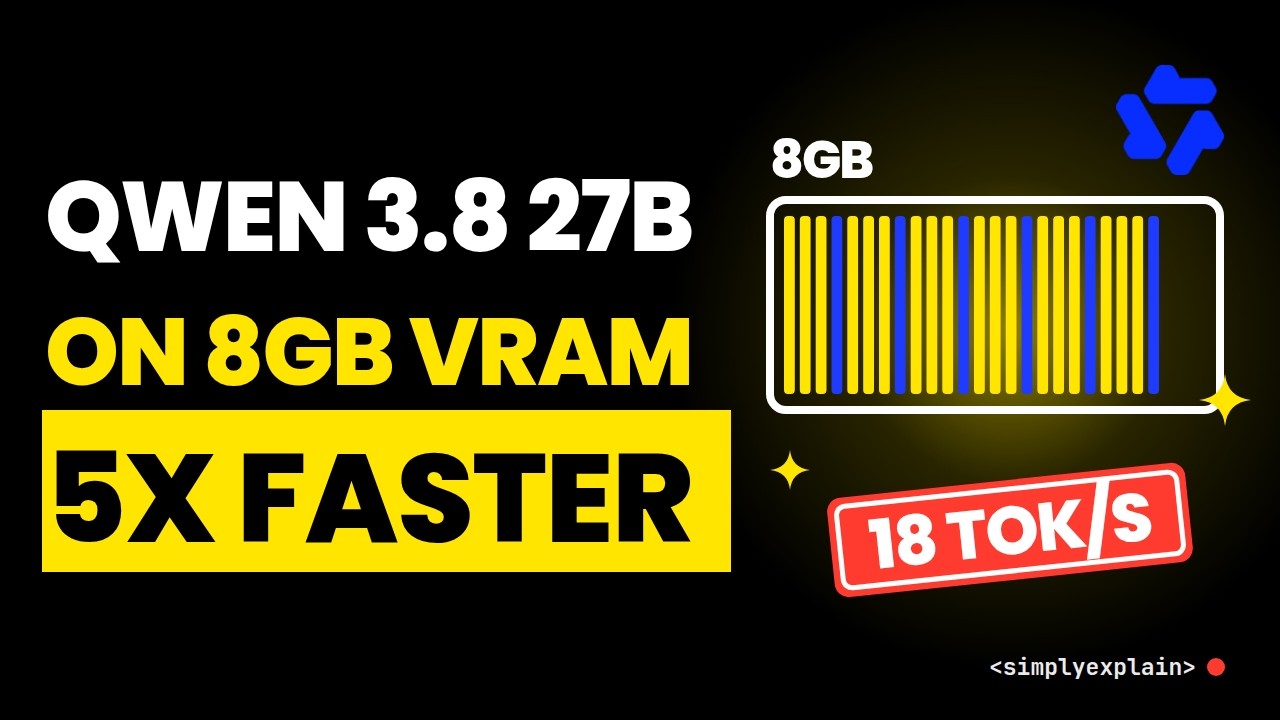 QWEN 3.8 27B
ON 8GB VRAM
5X FASTER
8GB
18 TOK/S
<simplyexplain>